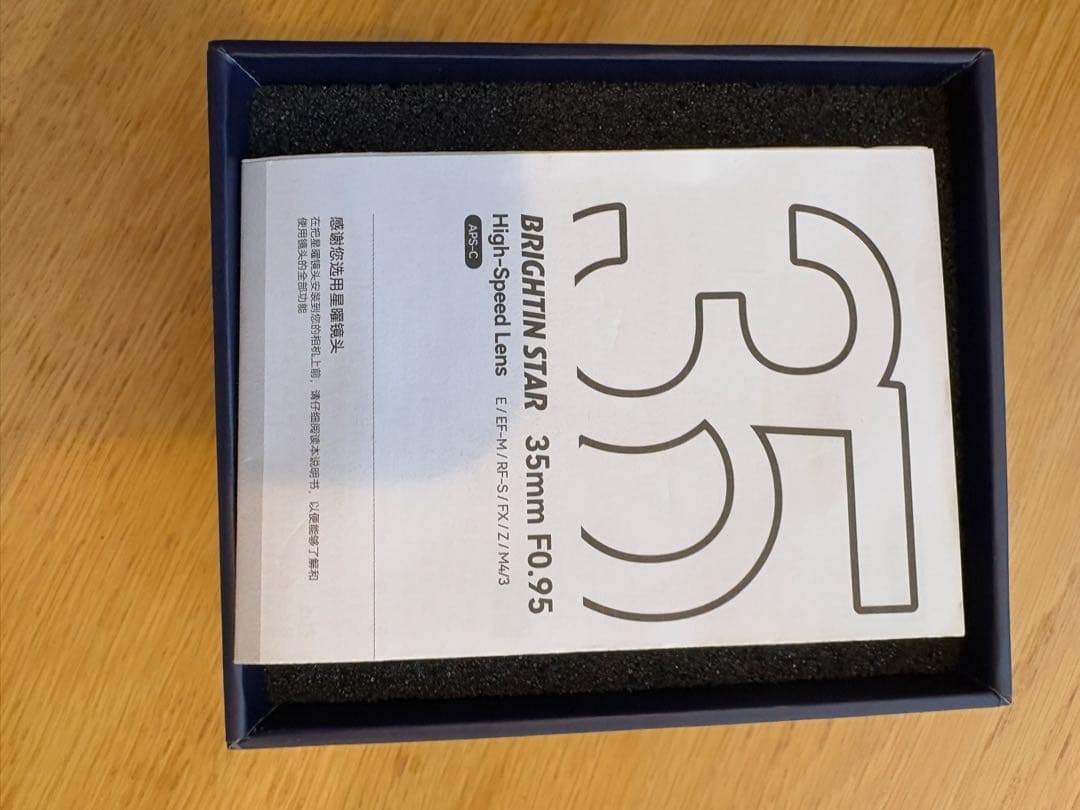 35
BRIGHTIN STAR 35mm F0.95
High-Speed Lens E / EF-M / RF-S / FX / Z / M4/3
APS-C
感谢您选用星曜镜头
在把星曜镜头安装到您的相机上前，请仔细阅读本说明书，以便能够了解和
使用镜头的全部功能